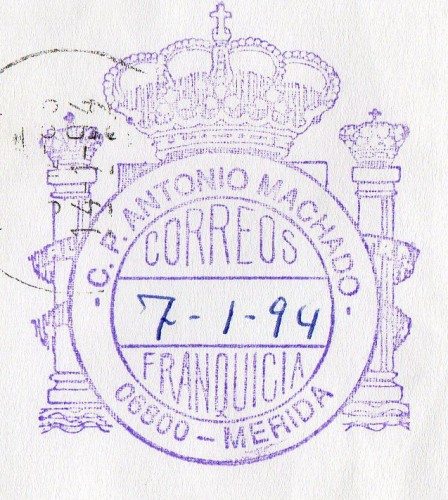 - C. P. ANTONIO MACHADO -
CORREOS
7-1-94
FRANQUICIA
06800 - MERIDA